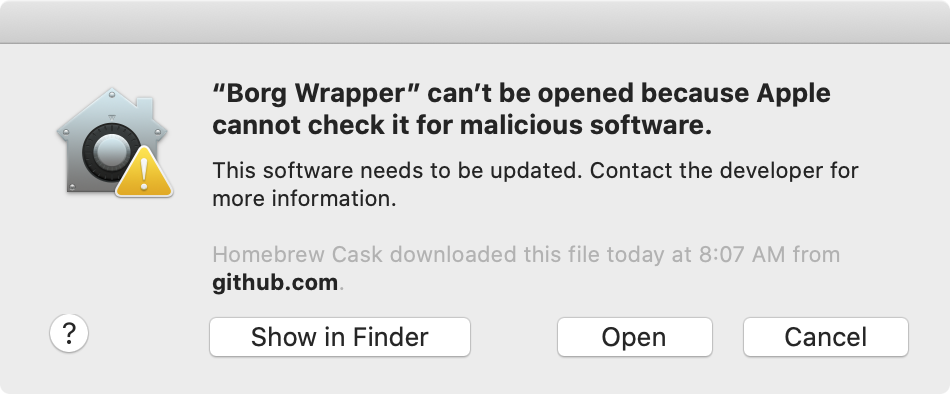 “Borg Wrapper” can’t be opened because Apple
cannot check it for malicious software.
This software needs to be updated. Contact the developer for
more information.
Homebrew Cask downloaded this file today at 8:07 AM from
github.com.
? Show in Finder Open Cancel